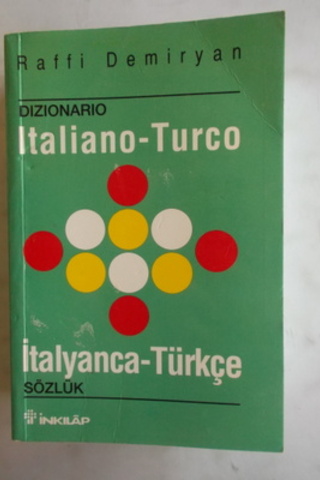 Raffi Demiryan
DIZIONARIO
Italiano-Turco
İtalyanca-Türkçe
SÖZLÜK
İNKILÂP